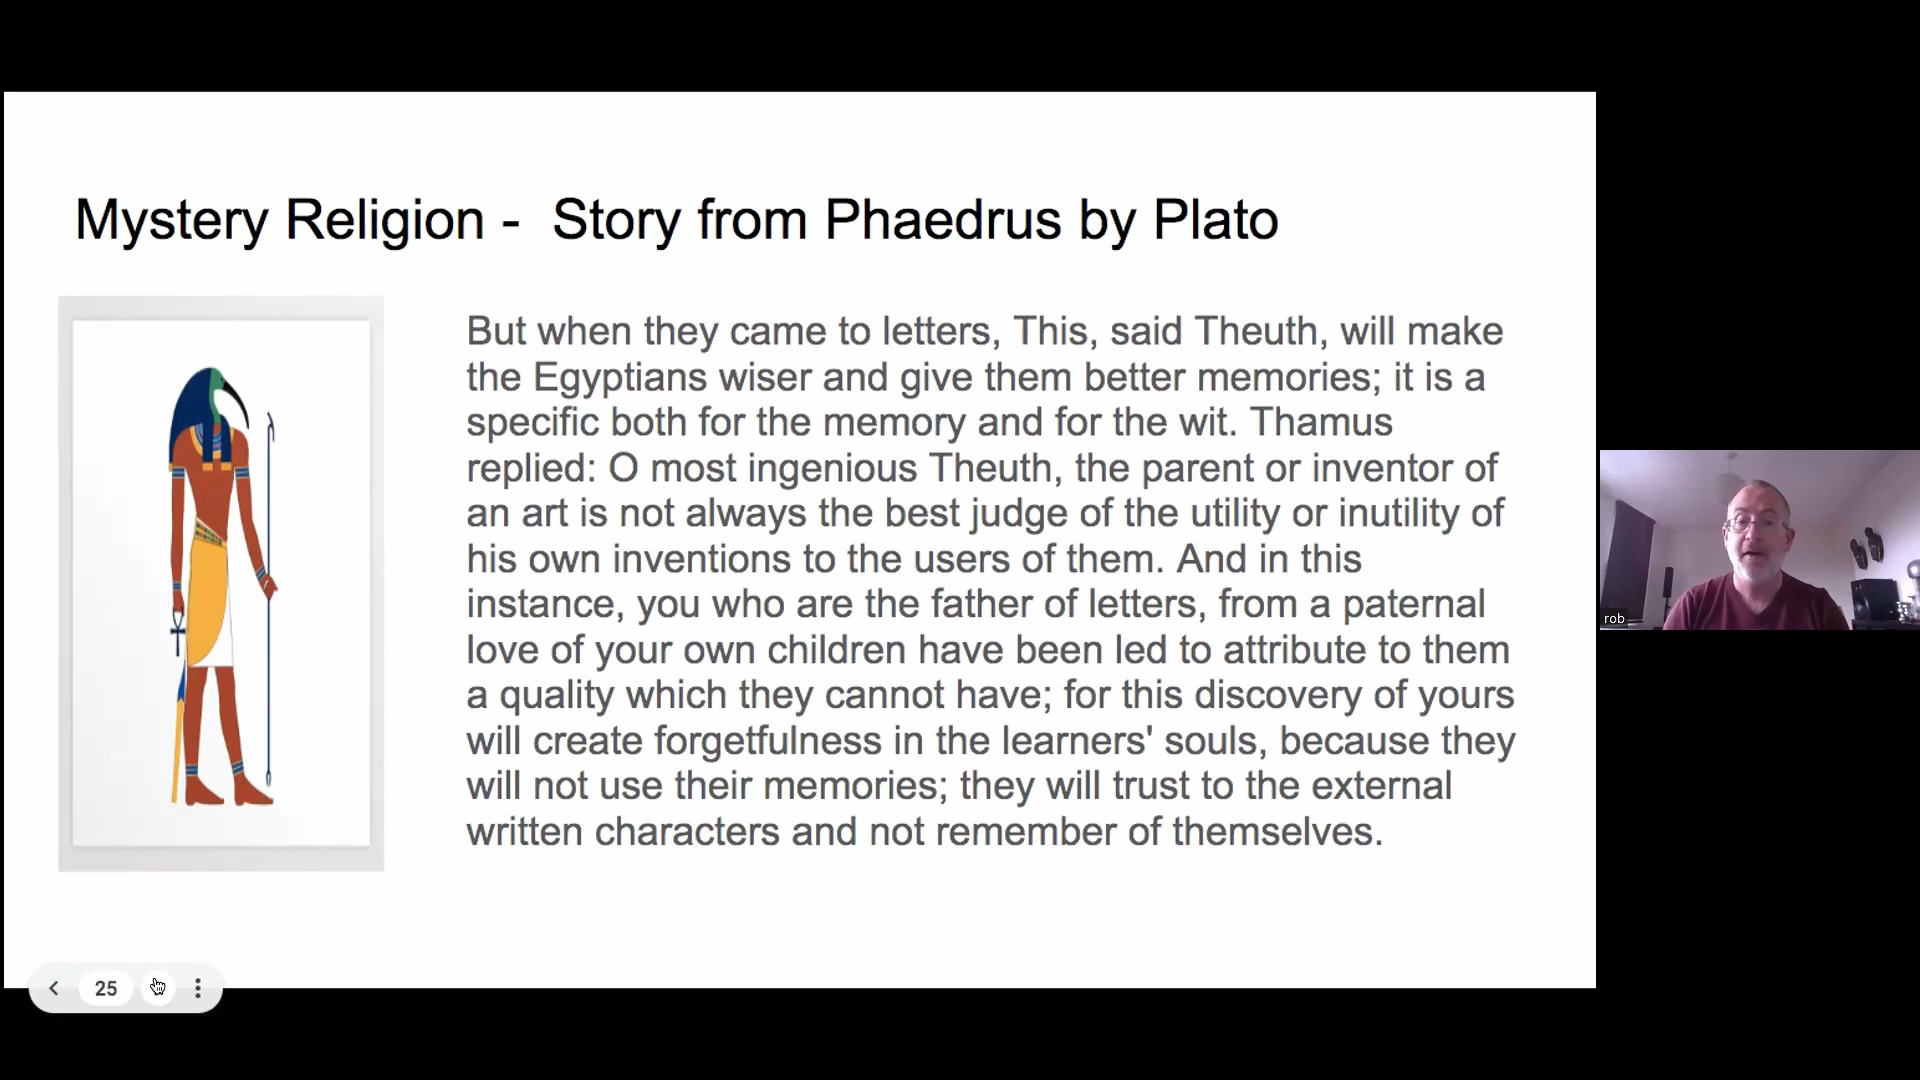 Mystery Religion - Story from Phaedrus by Plato
But when they came to letters, This, said Theuth, will make
the Egyptians wiser and give them better memories; it is a
specific both for the memory and for the wit. Thamus
replied: O most ingenious Theuth, the parent or inventor of
an art is not always the best judge of the utility or inutility of
his own inventions to the users of them. And in this
instance, you who are the father of letters, from a paternal
love of your own children have been led to attribute to them
a quality which they cannot have; for this discovery of yours
will create forgetfulness in the learners' souls, because they
will not use their memories; they will trust to the external
written characters and not remember of themselves.
rob
25